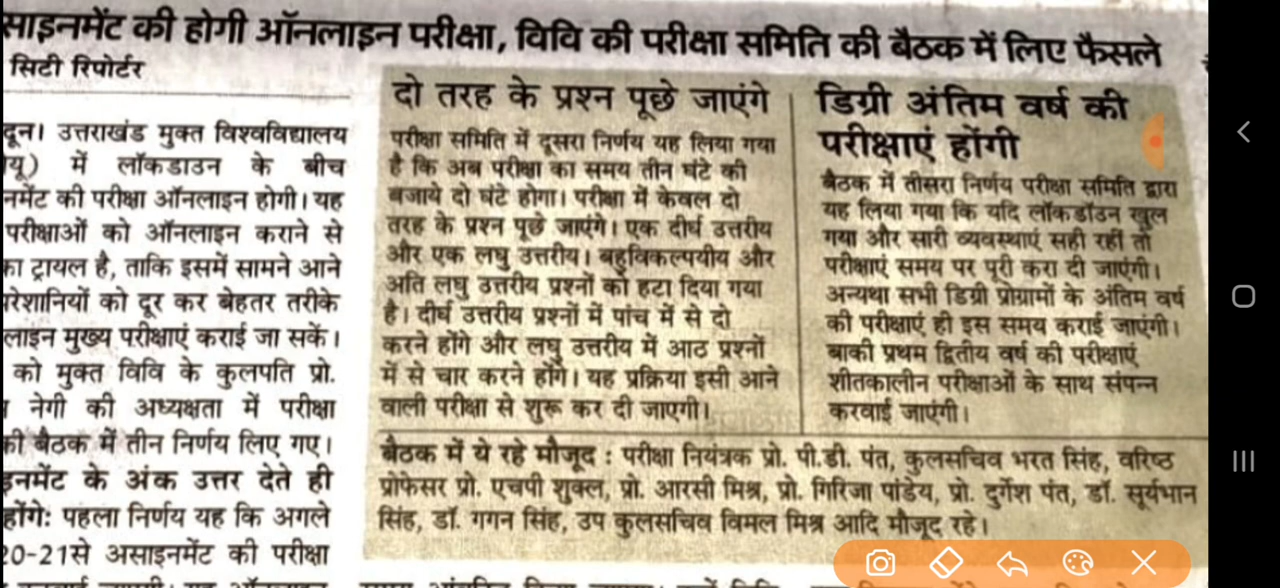 साइनमेंट की होगी ऑनलाइन परीक्षा, विवि की परीक्षा समिति की बैठक में लिए फैसले
सिटी रिपोर्टर
दून। उत्तराखंड मुक्त विश्वविद्यालय
यू) में लॉकडाउन के बीच
नमेंट की परीक्षा ऑनलाइन होगी। यह
परीक्षाओं को ऑनलाइन कराने से
का ट्रायल है, ताकि इसमें सामने आने
परेशानियों को दूर कर बेहतर तरीके
लाइन मुख्य परीक्षाएं कराई जा सकें।
को मुक्त विवि के कुलपति प्रो.
नेगी की अध्यक्षता में परीक्षा
की बैठक में तीन निर्णय लिए गए।
इनमेंट के अंक उत्तर देते ही
होंगे: पहला निर्णय यह कि अगले
20-21से असाइनमेंट की परीक्षा
दो तरह के प्रश्न पूछे जाएंगे
परीक्षा समिति में दूसरा निर्णय यह लिया गया
है कि अब परीक्षा का समय तीन घंटे की
बजाये दो घंटे होगा। परीक्षा में केवल दो
तरह के प्रश्न पूछे जाएंगे। एक दीर्घ उत्तरीय
और एक लघु उत्तरीय। बहुविकल्पयीय और
अति लघु उत्तरीय प्रश्नों को हटा दिया गया
है। दीर्घ उत्तरीय प्रश्नों में पांच में से दो
करने होंगे और लघु उत्तरीय में आठ प्रश्नों
में से चार करने होंगे। यह प्रक्रिया इसी आने
वाली परीक्षा से शुरू कर दी जाएगी।
डिग्री अंतिम वर्ष की
परीक्षाएं होंगी
बैठक में तीसरा निर्णय परीक्षा समिति द्वारा
यह लिया गया कि यदि लॉकडॉउन खुल
गया और सारी व्यवस्थाएं सही रहीं तो
परीक्षाएं समय पर पूरी करा दी जाएंगी।
अन्यथा सभी डिग्री प्रोग्रामों के अंतिम वर्ष
की परीक्षाएं ही इस समय कराई जाएंगी।
बाकी प्रथम द्वितीय वर्ष की परीक्षाएं
शीतकालीन परीक्षाओं के साथ संपन्न
करवाई जाएंगी।
बैठक में ये रहे मौजूद : परीक्षा नियंत्रक प्रो. पी.डी. पंत, कुलसचिव भरत सिंह, वरिष्ठ
प्रोफेसर प्रो. एचपी शुक्ल, प्रो. आरसी मिश्र, प्रो. गिरिजा पांडेय, प्रो. दुर्गेश पंत, डॉ. सूर्यभान
सिंह, डॉ. गगन सिंह, उप कुलसचिव विमल मिश्र आदि मौजूद रहे।